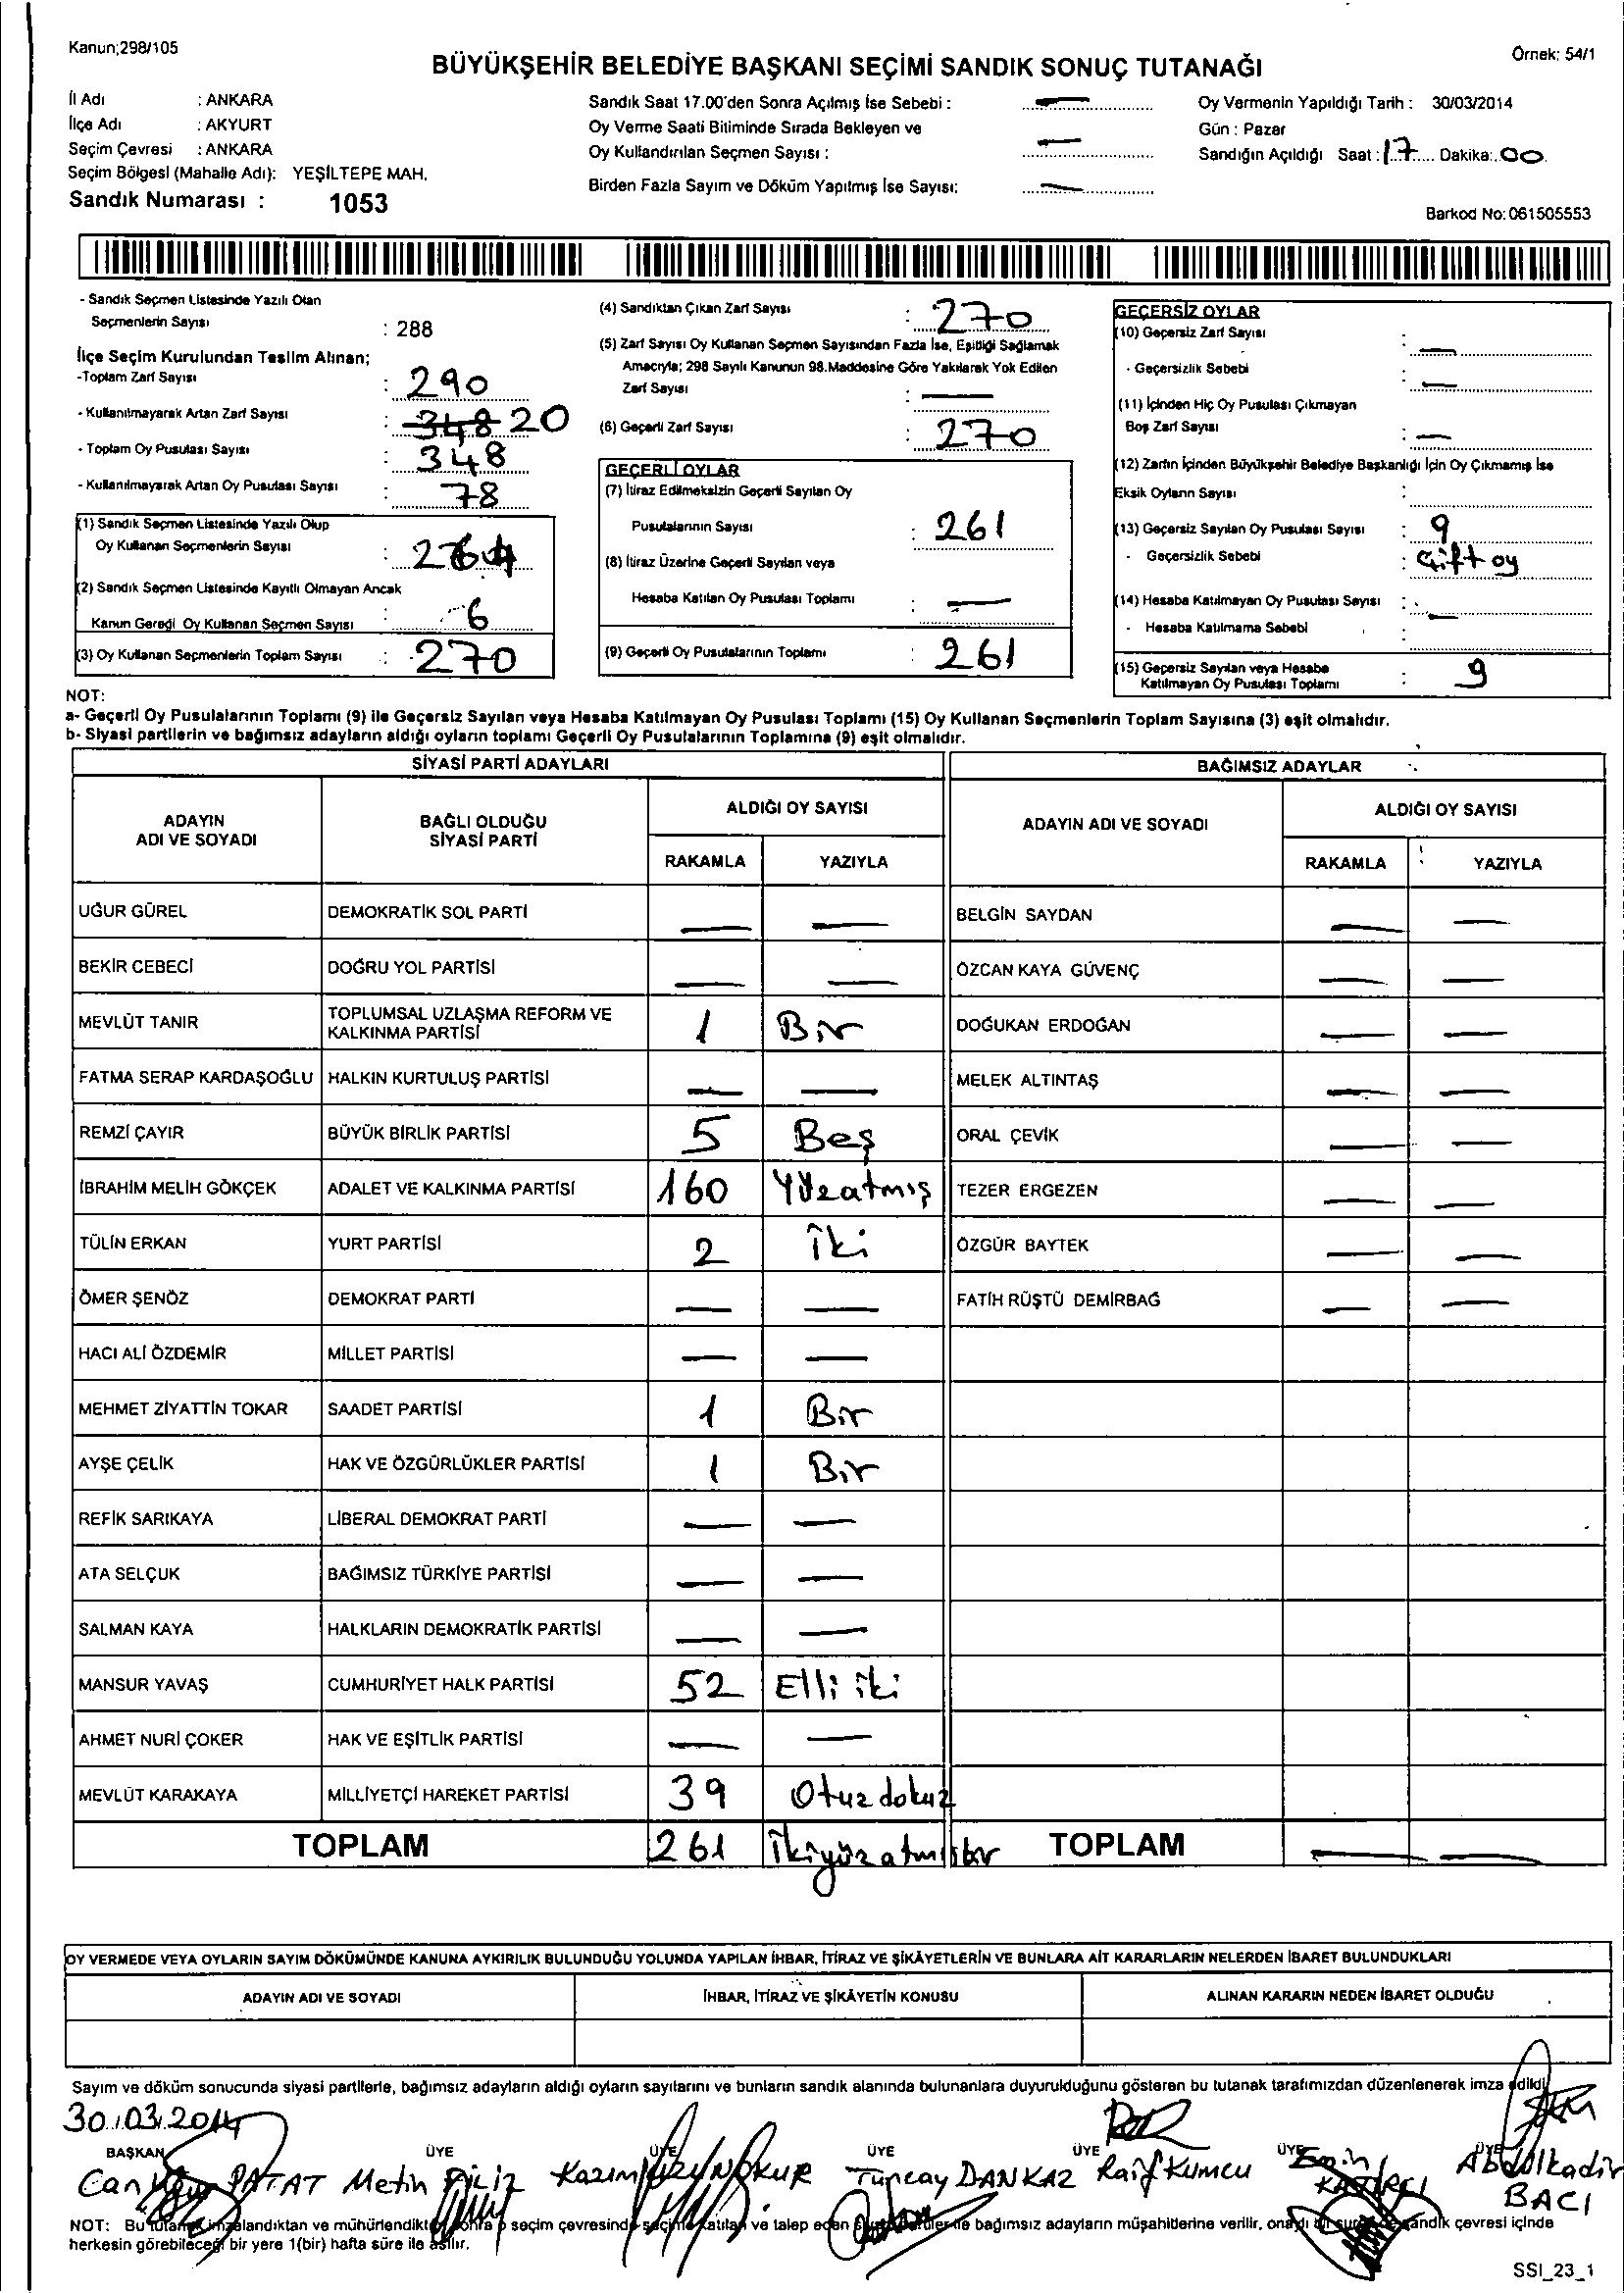 Kanun;298/105
Örnek: 54/1
BÜYÜKŞEHİR BELEDİYE BAŞKANI SEÇİMİ SANDIK SONUÇ TUTANAĞI
İl Adı : ANKARA
İlçe Adı : AKYURT
Seçim Çevresi : ANKARA
Seçim Bölgesi (Mahalle Adı): YEŞİLTEPE MAH.
Sandık Numarası : 1053
Sandık Saat 17.00'den Sonra Açılmış İse Sebebi : —
Oy Verme Saati Bitiminde Sırada Bekleyen ve
Oy Kullandırılan Seçmen Sayısı : —
Birden Fazla Sayım ve Döküm Yapılmış İse Sayısı: —
Oy Vermenin Yapıldığı Tarih : 30/03/2014
Gün : Pazar
Sandığın Açıldığı Saat : 17 Dakika: 00
Barkod No: 061505553
- Sandık Seçmen Listesinde Yazılı Olan
Seçmenlerin Sayısı : 288
İlçe Seçim Kurulundan Teslim Alınan;
-Toplam Zarf Sayısı : 290
- Kullanılmayarak Artan Zarf Sayısı : 348 20
- Toplam Oy Pusulası Sayısı : 348
- Kullanılmayarak Artan Oy Pusulası Sayısı : 78
(1) Sandık Seçmen Listesinde Yazılı Olup
Oy Kullanan Seçmenlerin Sayısı : 264
(2) Sandık Seçmen Listesinde Kayıtlı Olmayan Ancak
Kanun Gereği Oy Kullanan Seçmen Sayısı : 6
(3) Oy Kullanan Seçmenlerin Toplam Sayısı : 270
(4) Sandıktan Çıkan Zarf Sayısı : 270
(5) Zarf Sayısı Oy Kullanan Seçmen Sayısından Fazla İse, Eşitliği Sağlamak
Amacıyla; 298 Sayılı Kanunun 98.Maddesine Göre Yakılarak Yok Edilen
Zarf Sayısı : —
(6) Geçerli Zarf Sayısı : 270
GEÇERLİ OYLAR
(7) İtiraz Edilmeksizin Geçerli Sayılan Oy
Pusulalarının Sayısı : 261
(8) İtiraz Üzerine Geçerli Sayılan veya
Hesaba Katılan Oy Pusulası Toplamı : —
(9) Geçerli Oy Pusulalarının Toplamı : 261
GEÇERSİZ OYLAR
(10) Geçersiz Zarf Sayısı : —
- Geçersizlik Sebebi : —
(11) İçinden Hiç Oy Pusulası Çıkmayan
Boş Zarf Sayısı : —
(12) Zarfın İçinden Büyükşehir Belediye Başkanlığı İçin Oy Çıkmamış İse
Eksik Oyların Sayısı :
(13) Geçersiz Sayılan Oy Pusulası Sayısı : 9
- Geçersizlik Sebebi : Çift oy
(14) Hesaba Katılmayan Oy Pusulası Sayısı : —
- Hesaba Katılmama Sebebi :
(15) Geçersiz Sayılan veya Hesaba
Katılmayan Oy Pusulası Toplamı : 9
NOT:
a- Geçerli Oy Pusulalarının Toplamı (9) ile Geçersiz Sayılan veya Hesaba Katılmayan Oy Pusulası Toplamı (15) Oy Kullanan Seçmenlerin Toplam Sayısına (3) eşit olmalıdır.
b- Siyasi partilerin ve bağımsız adayların aldığı oyların toplamı Geçerli Oy Pusulalarının Toplamına (9) eşit olmalıdır.
SİYASİ PARTİ ADAYLARI BAĞIMSIZ ADAYLAR
ADAYIN
ADI VE SOYADI
BAĞLI OLDUĞU
SİYASİ PARTİ
ALDIĞI OY SAYISI
RAKAMLA YAZIYLA
ADAYIN ADI VE SOYADI
ALDIĞI OY SAYISI
RAKAMLA YAZIYLA
UĞUR GÜREL DEMOKRATİK SOL PARTİ — — BELGİN SAYDAN — —
BEKİR CEBECİ DOĞRU YOL PARTİSİ — — ÖZCAN KAYA GÜVENÇ — —
MEVLÜT TANIR TOPLUMSAL UZLAŞMA REFORM VE
KALKINMA PARTİSİ 1 Bir DOĞUKAN ERDOĞAN — —
FATMA SERAP KARDAŞOĞLU HALKIN KURTULUŞ PARTİSİ — — MELEK ALTINTAŞ — —
REMZİ ÇAYIR BÜYÜK BİRLİK PARTİSİ 5 Beş ORAL ÇEVİK — —
İBRAHİM MELİH GÖKÇEK ADALET VE KALKINMA PARTİSİ 160 Yüzatmış TEZER ERGEZEN — —
TÜLİN ERKAN YURT PARTİSİ 2 İki ÖZGÜR BAYTEK — —
ÖMER ŞENÖZ DEMOKRAT PARTİ — — FATİH RÜŞTÜ DEMİRBAĞ — —
HACI ALİ ÖZDEMİR MİLLET PARTİSİ — —
MEHMET ZİYATTİN TOKAR SAADET PARTİSİ 1 Bir
AYŞE ÇELİK HAK VE ÖZGÜRLÜKLER PARTİSİ 1 Bir
REFİK SARIKAYA LİBERAL DEMOKRAT PARTİ — —
ATA SELÇUK BAĞIMSIZ TÜRKİYE PARTİSİ — —
SALMAN KAYA HALKLARIN DEMOKRATİK PARTİSİ — —
MANSUR YAVAŞ CUMHURİYET HALK PARTİSİ 52 Elli iki
AHMET NURİ ÇOKER HAK VE EŞİTLİK PARTİSİ — —
MEVLÜT KARAKAYA MİLLİYETÇİ HAREKET PARTİSİ 39 Otuz dokuz
TOPLAM 261 İkiyüz atmışbir TOPLAM — —
OY VERMEDE VEYA OYLARIN SAYIM DÖKÜMÜNDE KANUNA AYKIRILIK BULUNDUĞU YOLUNDA YAPILAN İHBAR, İTİRAZ VE ŞİKÂYETLERİN VE BUNLARA AİT KARARLARIN NELERDEN İBARET BULUNDUKLARI
ADAYIN ADI VE SOYADI İHBAR, İTİRAZ VE ŞİKÂYETİN KONUSU ALINAN KARARIN NEDEN İBARET OLDUĞU
Sayım ve döküm sonucunda siyasi partilerle, bağımsız adayların aldığı oyların sayılarını ve bunların sandık alanında bulunanlara duyurulduğunu gösteren bu tutanak tarafımızdan düzenlenerek imza edildi.
30.03.2014
BAŞKAN ÜYE ÜYE ÜYE ÜYE ÜYE ÜYE
PATAT Metin Kazım Tuncay DANKAZ Raif Kumcu Emin Abdulkadir
BACI
NOT: Bu tutanak imzalandıktan ve mühürlendikten sonra o seçim çevresinde seçime katılan ve talep eden siyasi partiler ile bağımsız adayların müşahitlerine verilir, onaylı bir sureti de sandık çevresi içinde
herkesin görebileceği bir yere 1(bir) hafta süre ile asılır.
SSI_23_1